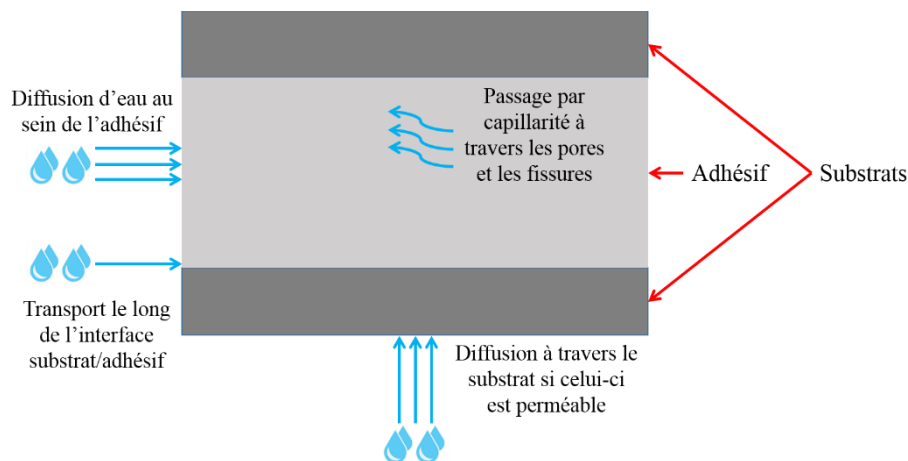 Diffusion d’eau au
sein de l’adhésif
Passage par
capillarité à
travers les pores
et les fissures
Adhésif
Substrats
Transport le long
de l’interface
substrat/adhésif
Diffusion à travers le
substrat si celui-ci
est perméable